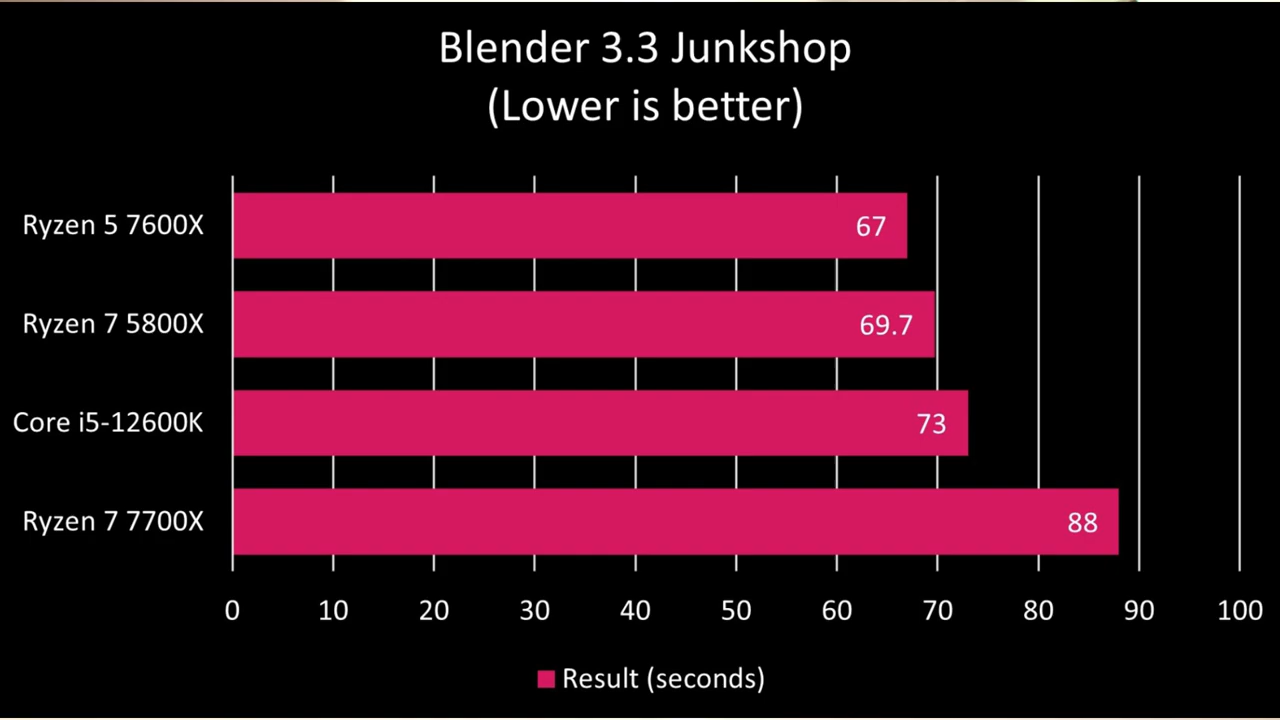 Blender 3.3 Junkshop
(Lower is better)
Ryzen 5 7600X
67
Ryzen 7 5800X
69.7
Core i5-12600K
73
Ryzen 7 7700X
88
0 10 20 30 40 50 60 70 80 90 100
Result (seconds)